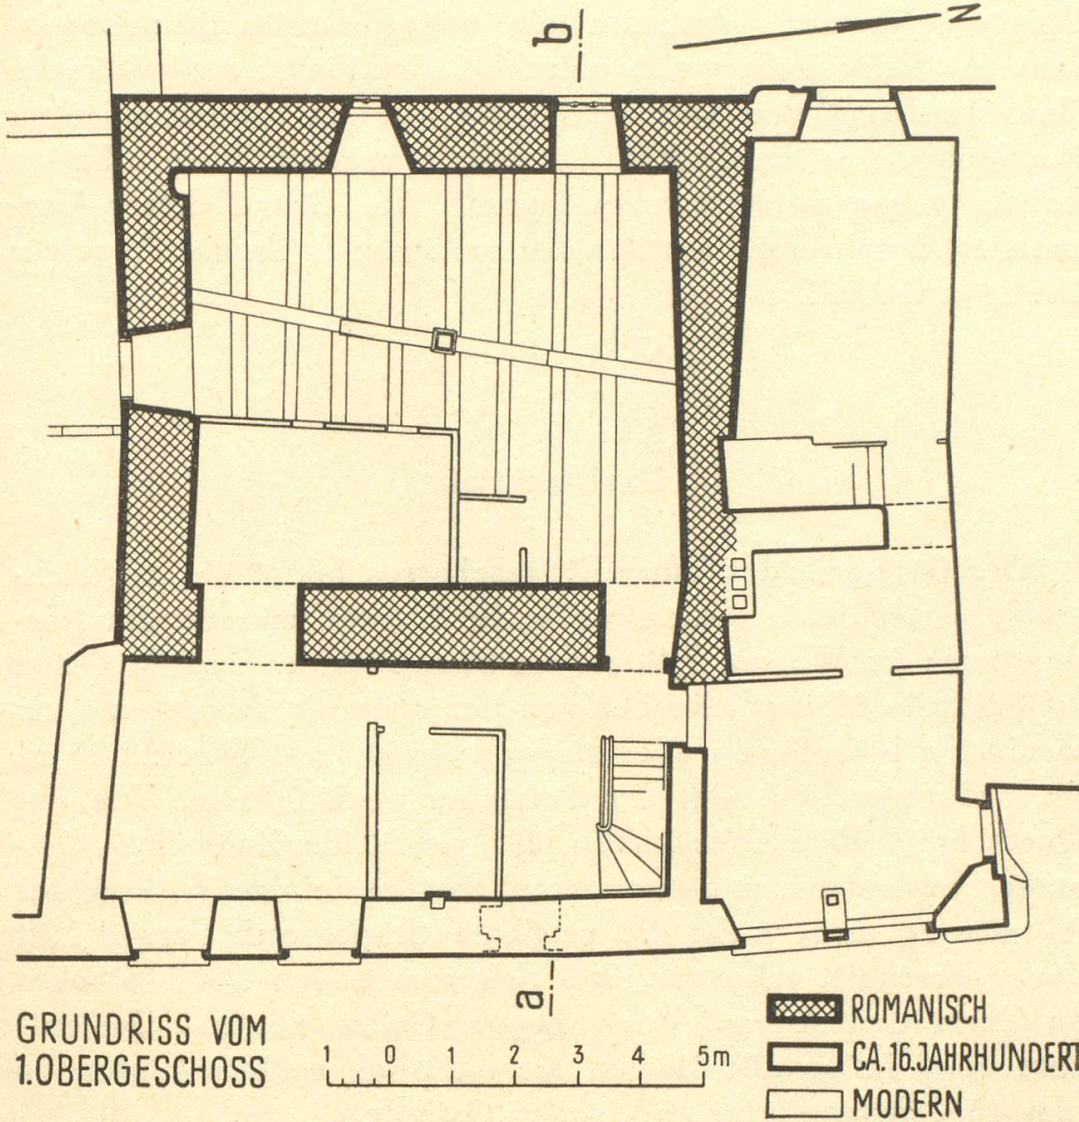 b
N
a
GRUNDRISS VOM
1.OBERGESCHOSS
1 0 1 2 3 4 5m
ROMANISCH
CA.16.JAHRHUNDERT
MODERN